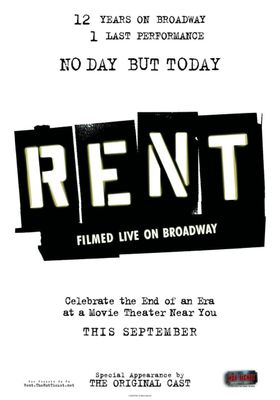 12 YEARS ON BROADWAY
1 LAST PERFORMANCE
NO DAY BUT TODAY
RENT
FILMED LIVE ON BROADWAY
Celebrate the End of an Era
at a Movie Theater Near You
THIS SEPTEMBER
Special Appearance by
THE ORIGINAL CAST